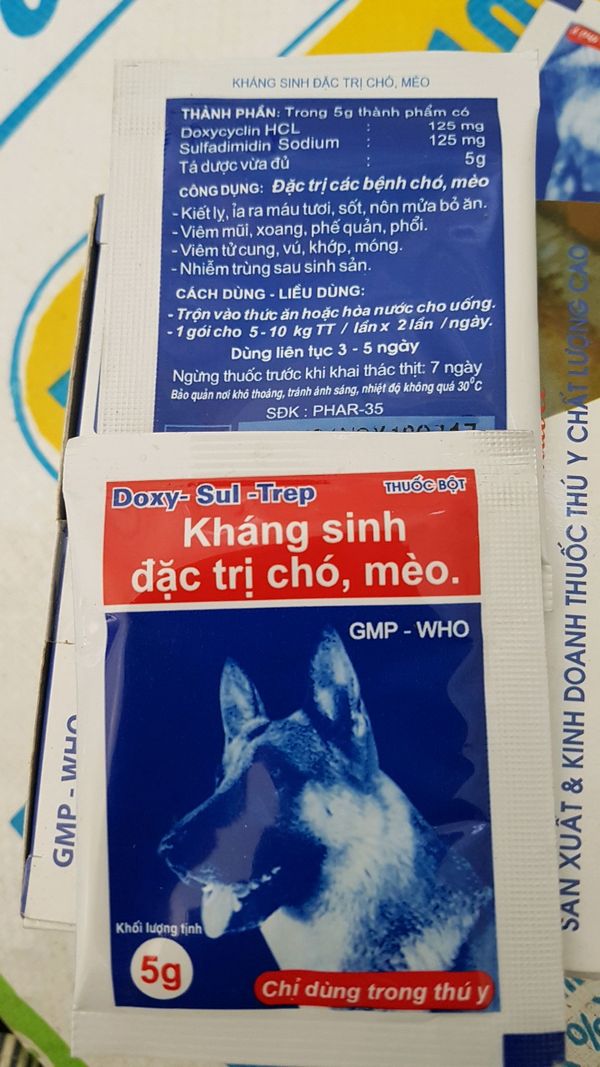 KHÁNG SINH ĐẶC TRỊ CHÓ, MÈO
THÀNH PHẦN: Trong 5g thành phẩm có
Doxycyclin HCL : 125 mg
Sulfadimidin Sodium : 125 mg
Tá dược vừa đủ : 5g
CÔNG DỤNG: Đặc trị các bệnh chó, mèo
- Kiết lỵ, ỉa ra máu tươi, sốt, nôn mửa bỏ ăn.
- Viêm mũi, xoang, phế quản, phổi.
- Viêm tử cung, vú, khớp, móng.
- Nhiễm trùng sau sinh sản.
CÁCH DÙNG - LIỀU DÙNG:
- Trộn vào thức ăn hoặc hòa nước cho uống.
- 1 gói cho 5-10 kg TT / lần x 2 lần / ngày.
Dùng liên tục 3 - 5 ngày
Ngừng thuốc trước khi khai thác thịt: 7 ngày
Bảo quản nơi khô thoáng, tránh ánh sáng, nhiệt độ không quá 30°C
SĐK : PHAR-35
Doxy- Sul -Trep
THUỐC BỘT
Kháng sinh
đặc trị chó, mèo.
GMP - WHO
Khối lượng tịnh
5g
Chỉ dùng trong thú y
GMP - WHO
SẢN XUẤT & KINH DOANH THUỐC THÚ Y CHẤT LƯỢNG CAO